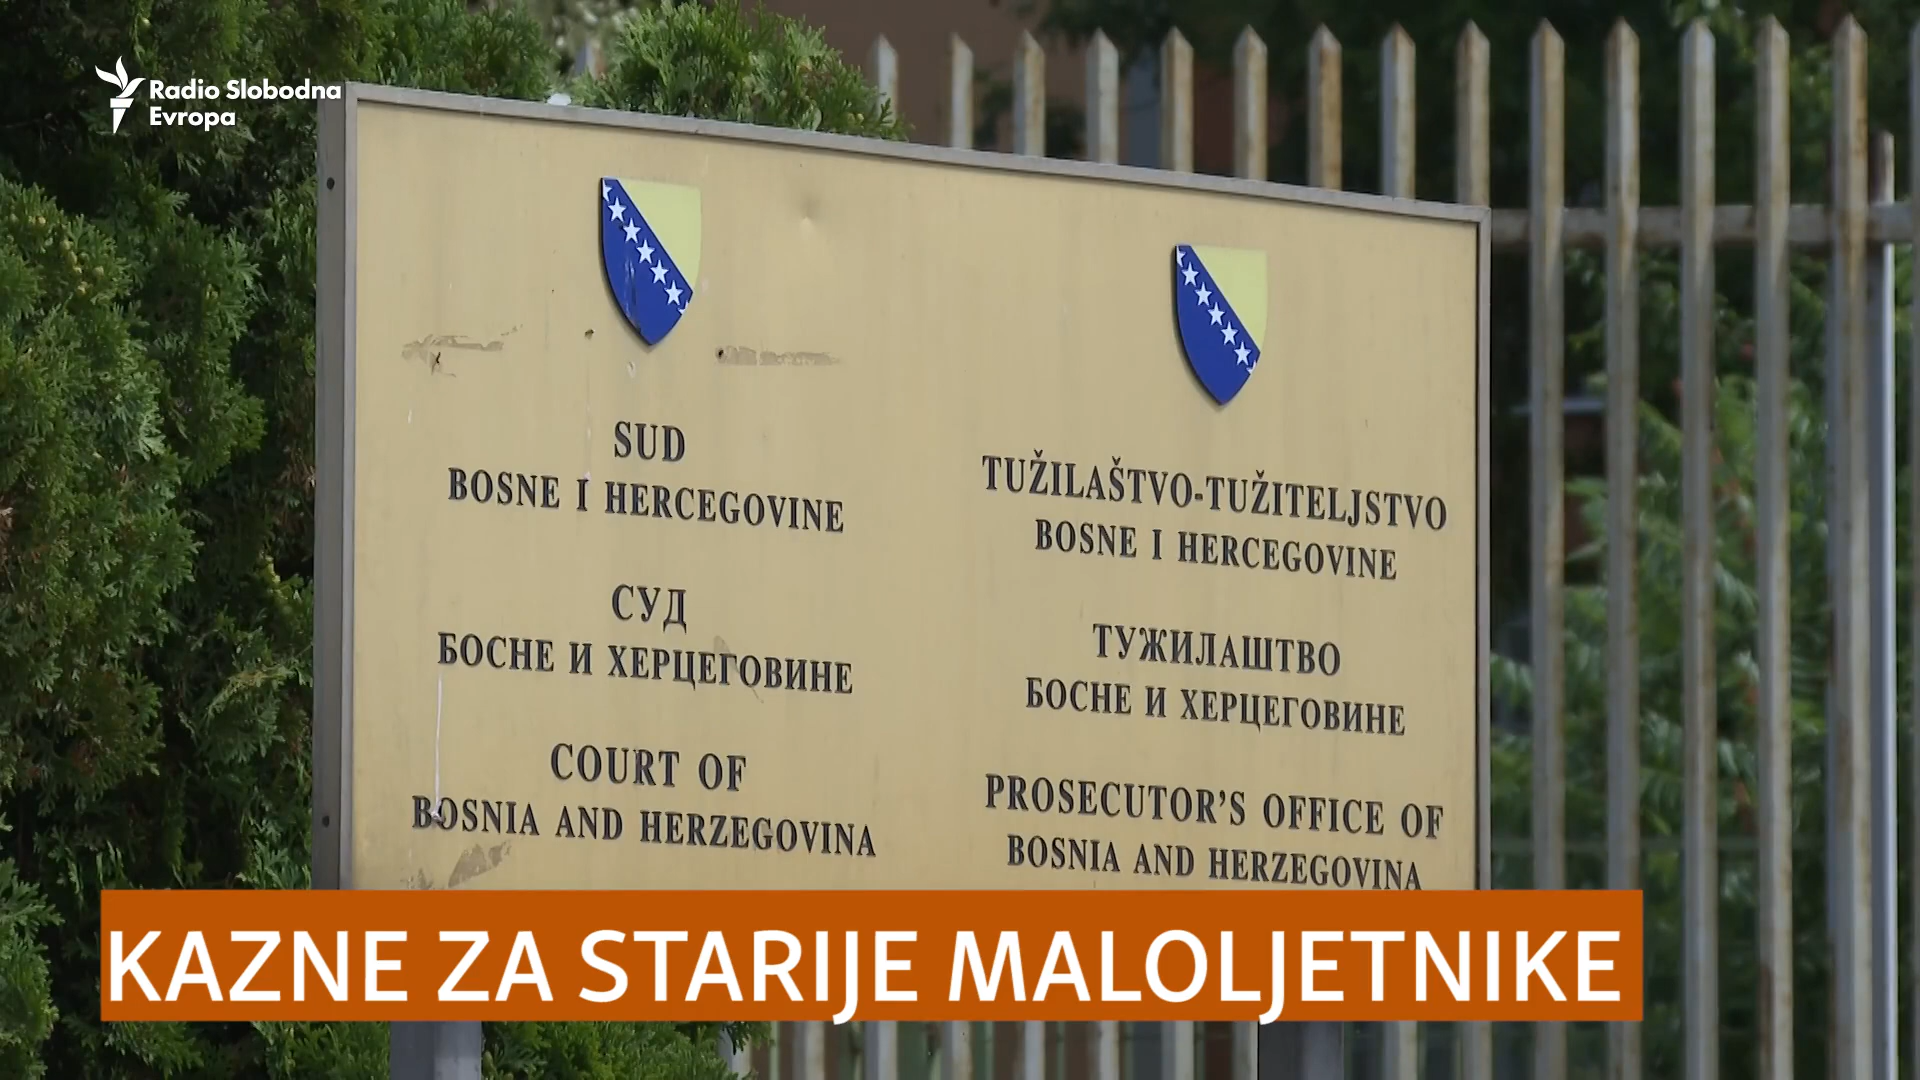 Radio Slobodna
Evropa
SUD
BOSNE I HERCEGOVINE
СУД
БОСНЕ И ХЕРЦЕГОВИНЕ
COURT OF
BOSNIA AND HERZEGOVINA
TUŽILAŠTVO-TUŽITELJSTVO
BOSNE I HERCEGOVINE
ТУЖИЛАШТВО
БОСНЕ И ХЕРЦЕГОВИНЕ
PROSECUTOR'S OFFICE OF
BOSNIA AND HERZEGOVINA
KAZNE ZA STARIJE MALOLJETNIKE